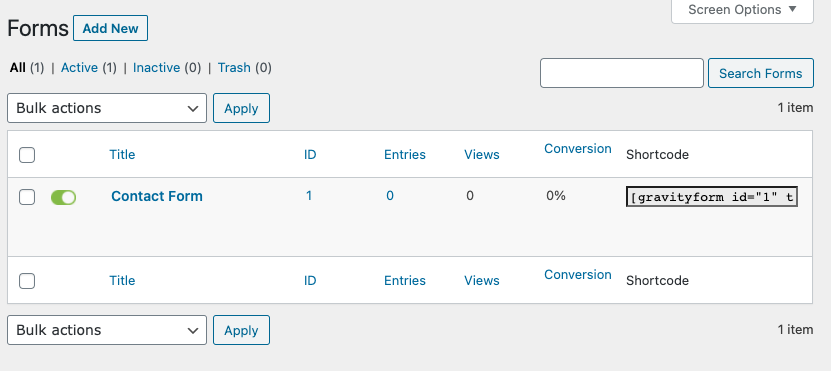 Screen Options ▼
Forms Add New
All (1) | Active (1) | Inactive (0) | Trash (0)
Search Forms
Bulk actions Apply 1 item
Title ID Entries Views Conversion Shortcode
Contact Form 1 0 0 0% [gravityform id="1" t
Title ID Entries Views Conversion Shortcode
Bulk actions Apply 1 item